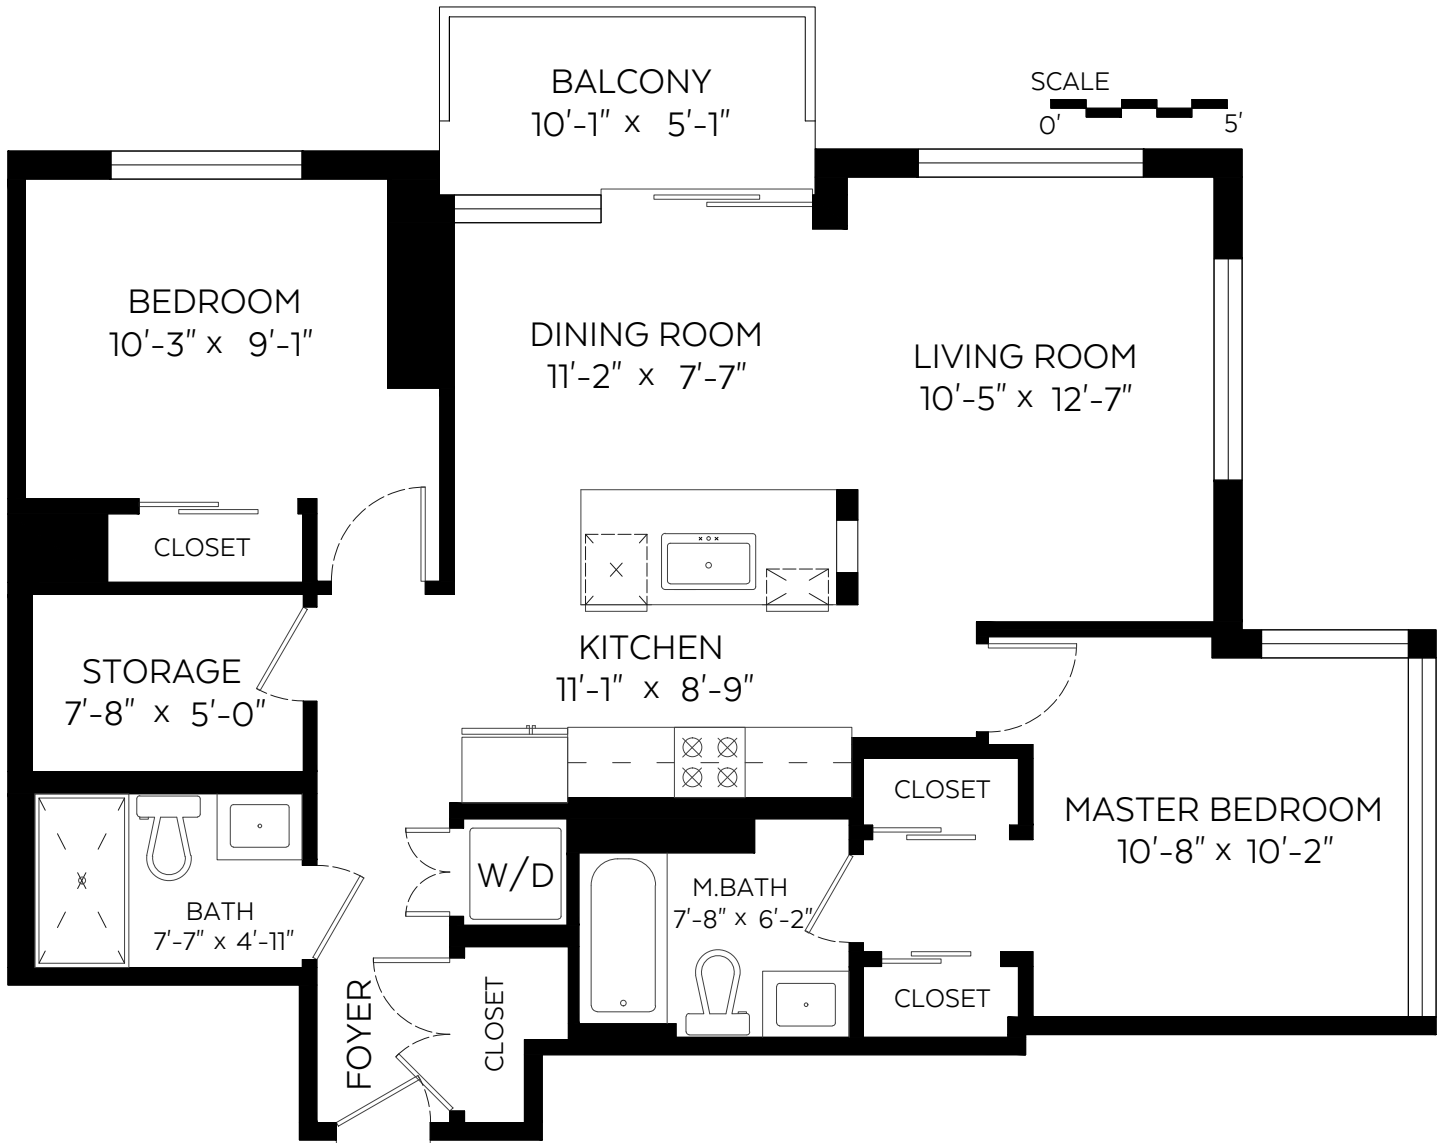 BALCONY
10'-1" x 5'-1"
SCALE
0' 5'
BEDROOM
10'-3" x 9'-1"
DINING ROOM
11'-2" x 7'-7"
LIVING ROOM
10'-5" x 12'-7"
CLOSET
KITCHEN
11'-1" x 8'-9"
STORAGE
7'-8" x 5'-0"
CLOSET
MASTER BEDROOM
10'-8" x 10'-2"
W/D
M.BATH
7'-8" x 6'-2"
BATH
7'-7" x 4'-11"
FOYER
CLOSET
CLOSET